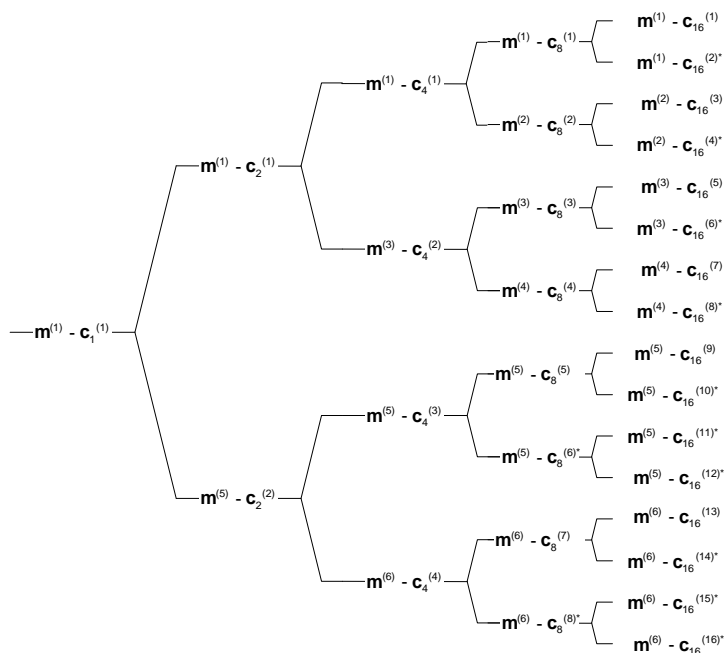 m(1) - c16(1)
m(1) - c8(1)
m(1) - c16(2)*
m(1) - c4(1)
m(2) - c16(3)
m(2) - c8(2)
m(2) - c16(4)*
m(1) - c2(1)
m(3) - c16(5)
m(3) - c8(3)
m(3) - c16(6)*
m(3) - c4(2)
m(4) - c16(7)
m(4) - c8(4)
m(4) - c16(8)*
m(1) - c1(1)
m(5) - c16(9)
m(5) - c8(5)
m(5) - c16(10)*
m(5) - c4(3)
m(5) - c16(11)*
m(5) - c8(6)*
m(5) - c16(12)*
m(5) - c2(2)
m(6) - c16(13)
m(6) - c8(7)
m(6) - c16(14)*
m(6) - c4(4)
m(6) - c16(15)*
m(6) - c8(8)*
m(6) - c16(16)*